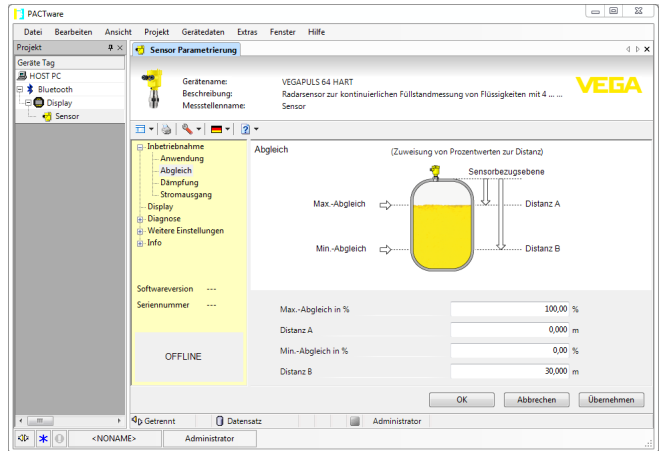 PACTware
Datei Bearbeiten Ansicht Projekt Gerätedaten Extras Fenster Hilfe
Projekt
Sensor Parametrierung
Geräte Tag
HOST PC
Bluetooth
Display
Sensor
Gerätename: VEGAPULS 64 HART
Beschreibung: Radarsensor zur kontinuierlichen Füllstandmessung von Flüssigkeiten mit 4 ... ...
Messstellenname: Sensor
VEGA
Inbetriebnahme
Anwendung
Abgleich
Dämpfung
Stromausgang
Display
Diagnose
Weitere Einstellungen
Info
Softwareversion ---
Seriennummer ---
OFFLINE
Abgleich
(Zuweisung von Prozentwerten zur Distanz)
Sensorbezugsebene
Max.-Abgleich
Distanz A
Min.-Abgleich
Distanz B
Max.-Abgleich in % 100,00 %
Distanz A 0,000 m
Min.-Abgleich in % 0,00 %
Distanz B 30,000 m
OK Abbrechen Übernehmen
Getrennt Datensatz Administrator
<NONAME> Administrator